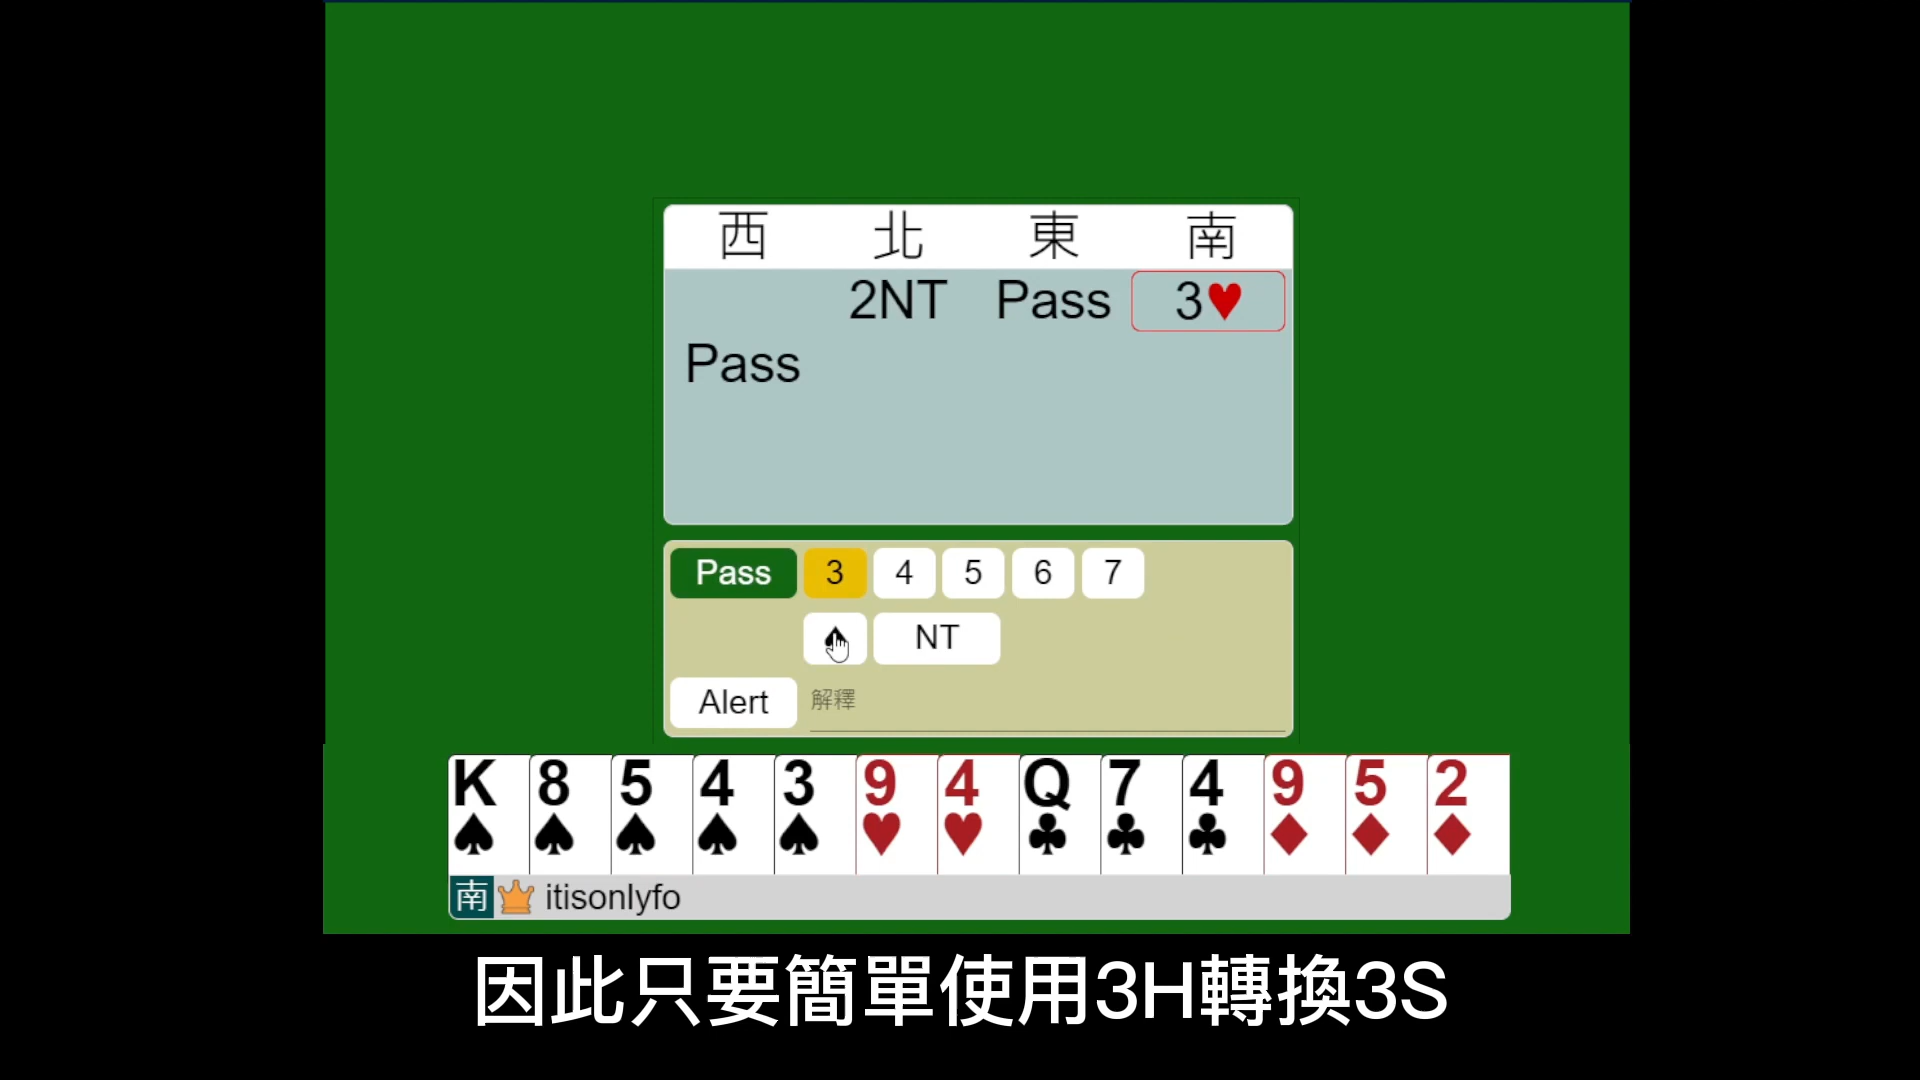 西 北 東 南
2NT Pass 3♥
Pass
Pass 3 4 5 6 7
♠ NT
Alert 解釋
K 8 5 4 3 9 4 Q 7 4 9 5 2
♠ ♠ ♠ ♠ ♠ ♥ ♥ ♣ ♣ ♣ ♦ ♦ ♦
南 itisonlyfo
因此只要簡單使用3H轉換3S